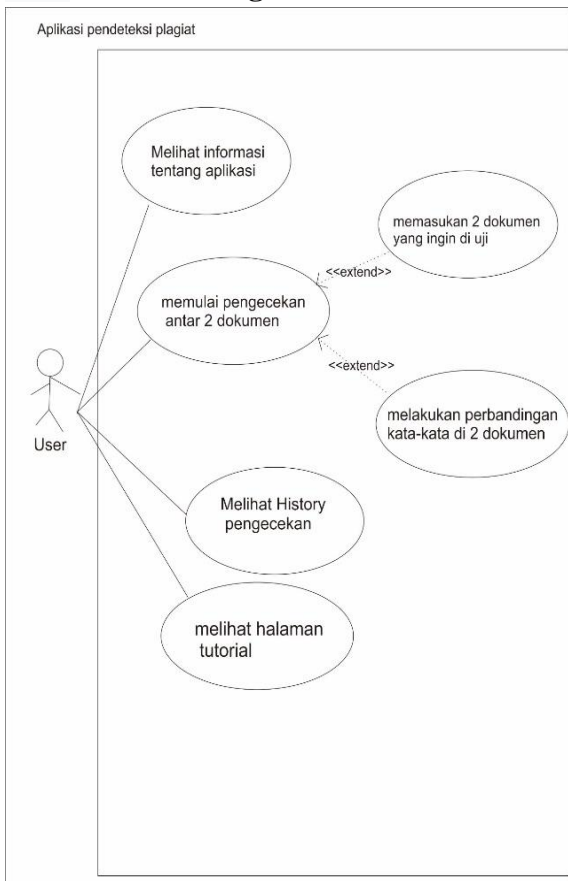 Aplikasi pendeteksi plagiat
Melihat informasi
tentang aplikasi
memasukan 2 dokumen
yang ingin di uji
<<extend>>
memulai pengecekan
antar 2 dokumen
<<extend>>
melakukan perbandingan
kata-kata di 2 dokumen
User
Melihat History
pengecekan
melihat halaman
tutorial